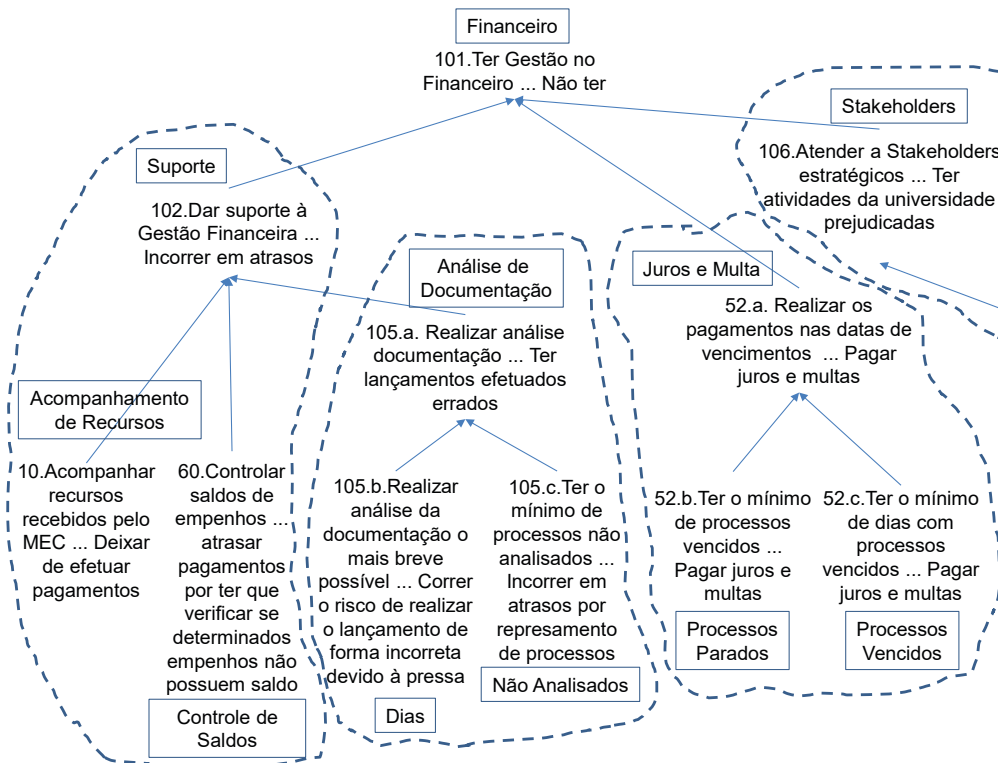 Financeiro
101.Ter Gestão no
Financeiro ... Não ter
Stakeholders
106.Atender a Stakeholders
estratégicos ... Ter
atividades da universidade
prejudicadas
Suporte
102.Dar suporte à
Gestão Financeira ...
Incorrer em atrasos
Análise de
Documentação
105.a. Realizar análise
documentação ... Ter
lançamentos efetuados
errados
Juros e Multa
52.a. Realizar os
pagamentos nas datas de
vencimentos ... Pagar
juros e multas
Acompanhamento
de Recursos
10.Acompanhar
recursos
recebidos pelo
MEC ... Deixar
de efetuar
pagamentos
60.Controlar
saldos de
empenhos ...
atrasar
pagamentos
por ter que
verificar se
determinados
empenhos não
possuem saldo
Controle de
Saldos
105.b.Realizar
análise da
documentação o
mais breve
possível ... Correr
o risco de realizar
o lançamento de
forma incorreta
devido à pressa
Dias
105.c.Ter o
mínimo de
processos não
analisados ...
Incorrer em
atrasos por
represamento
de processos
Não Analisados
52.b.Ter o mínimo
de processos
vencidos ...
Pagar juros e
multas
Processos
Parados
52.c.Ter o mínimo
de dias com
processos
vencidos ... Pagar
juros e multas
Processos
Vencidos